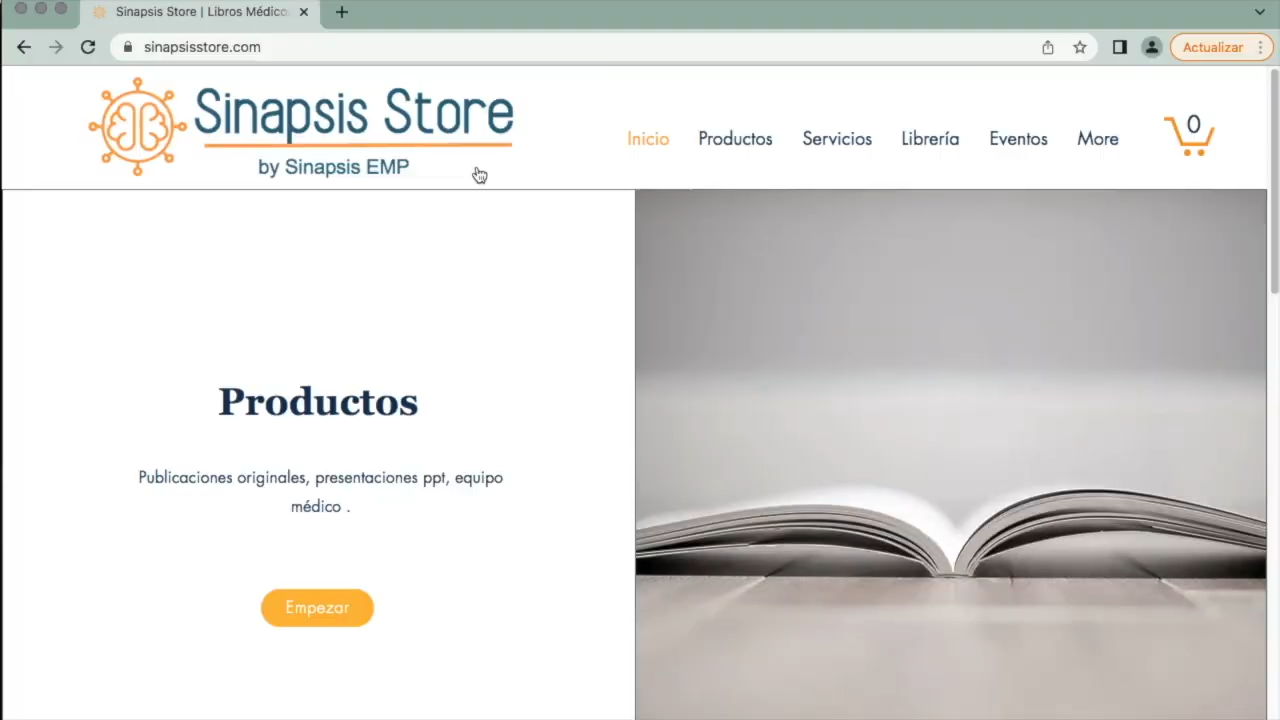 Sinapsis Store | Libros Médico
sinapsisstore.com
Actualizar
Sinapsis Store
by Sinapsis EMP
Inicio Productos Servicios Librería Eventos More
0
Productos
Publicaciones originales, presentaciones ppt, equipo
médico .
Empezar